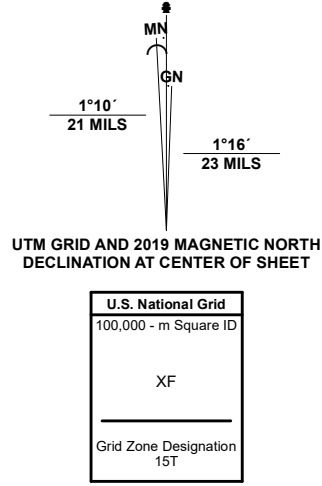 MN
GN
1°10´
21 MILS
1°16´
23 MILS
UTM GRID AND 2019 MAGNETIC NORTH
DECLINATION AT CENTER OF SHEET
U.S. National Grid
100,000 - m Square ID
XF
Grid Zone Designation
15T